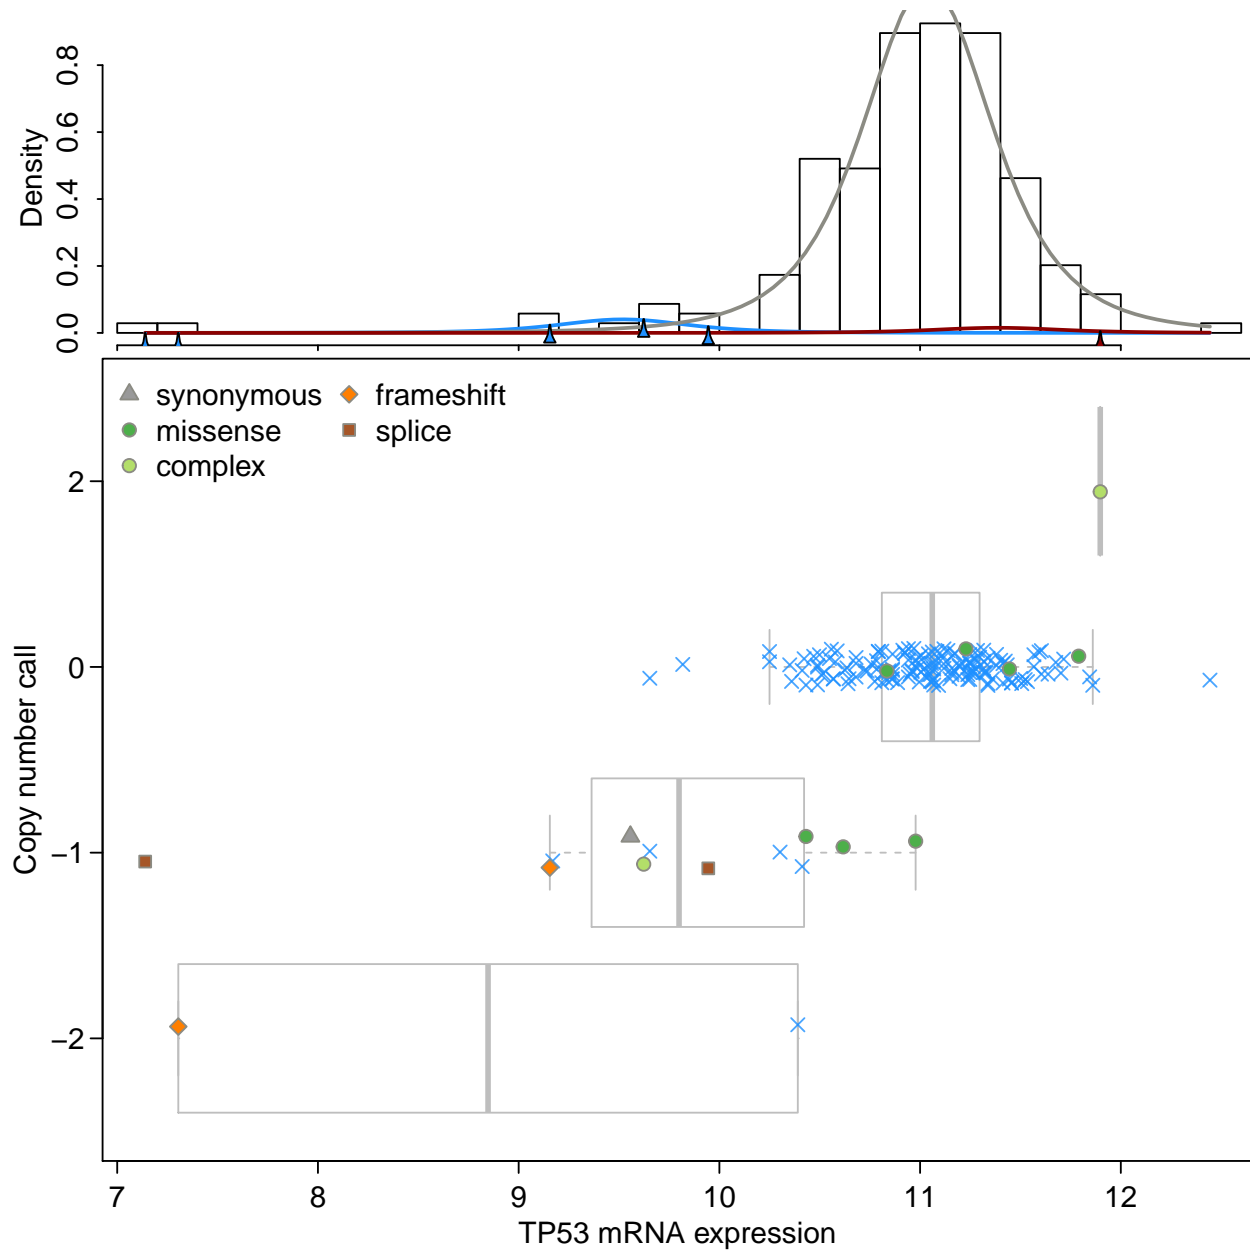 0.8
0.6
0.4
0.2
0.0
Density
synonymous frameshift
missense splice
complex
2
0
−1
−2
Copy number call
7 8 9 10 11 12
TP53 mRNA expression